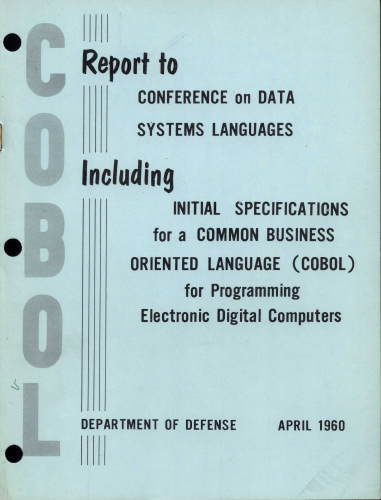 COBOL
Report to
CONFERENCE on DATA
SYSTEMS LANGUAGES
Including
INITIAL SPECIFICATIONS
for a COMMON BUSINESS
ORIENTED LANGUAGE (COBOL)
for Programming
Electronic Digital Computers
DEPARTMENT OF DEFENSE APRIL 1960